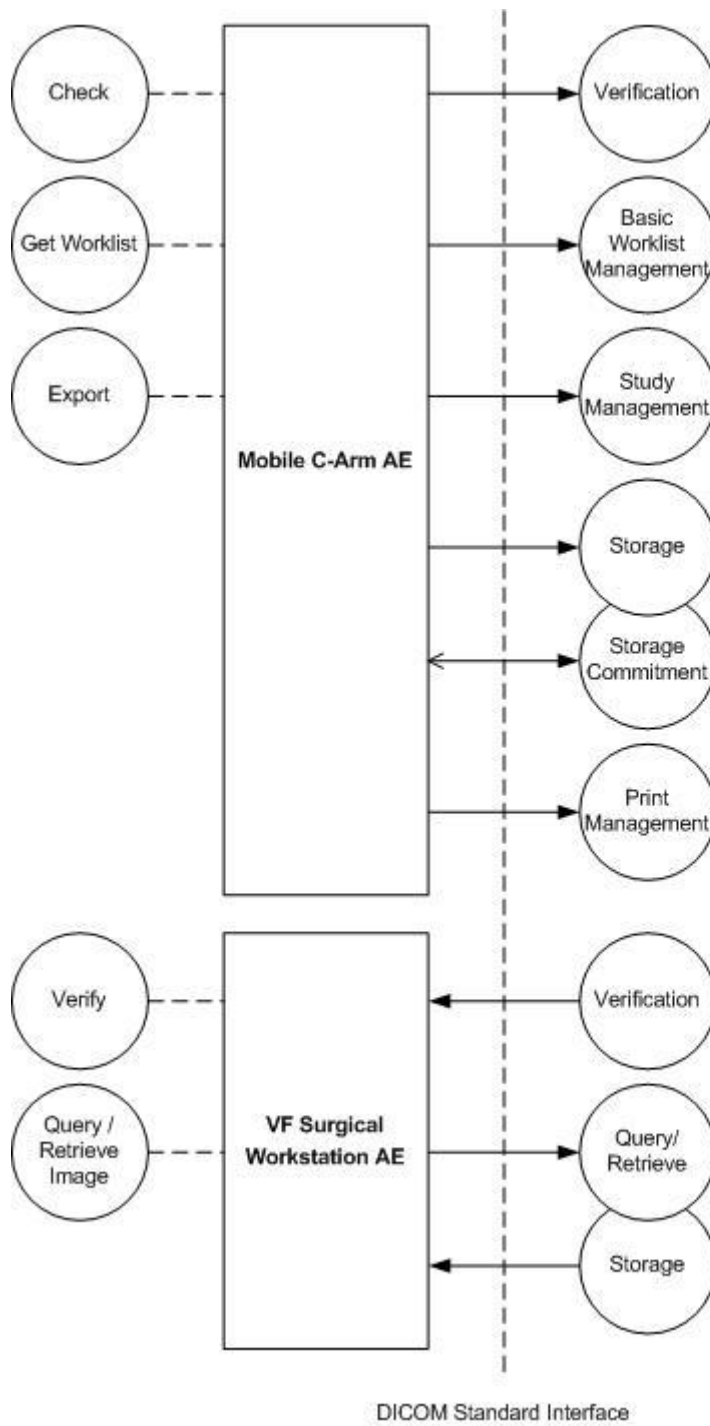 Check
Verification
Get Worklist
Basic
Worklist
Management
Export
Study
Management
Mobile C-Arm AE
Storage
Storage
Commitment
Print
Management
Verify
Verification
Query /
Retrieve
Image
VF Surgical
Workstation AE
Query/
Retrieve
Storage
DICOM Standard Interface